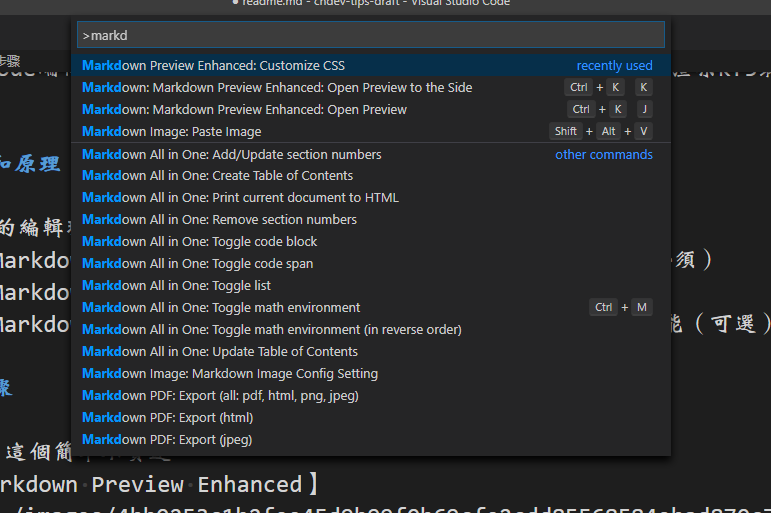 ● readme.md - chdev-tips-draft - Visual Studio Code
>markd
步驟
Markdown Preview Enhanced: Customize CSS recently used
Markdown: Markdown Preview Enhanced: Open Preview to the Side Ctrl + K K
Markdown: Markdown Preview Enhanced: Open Preview Ctrl + K J
Markdown Image: Paste Image Shift + Alt + V
Markdown All in One: Add/Update section numbers other commands
Markdown All in One: Create Table of Contents
Markdown All in One: Print current document to HTML
Markdown All in One: Remove section numbers
Markdown All in One: Toggle code block
Markdown All in One: Toggle code span
Markdown All in One: Toggle list
Markdown All in One: Toggle math environment Ctrl + M
Markdown All in One: Toggle math environment (in reverse order)
Markdown All in One: Update Table of Contents
Markdown Image: Markdown Image Config Setting
Markdown PDF: Export (all: pdf, html, png, jpeg)
Markdown PDF: Export (html)
Markdown PDF: Export (jpeg)
和原理
的編輯
Markdow 須）
Markdow
Markdow 能（可選）
驟
這個簡
rkdown Preview Enhanced】